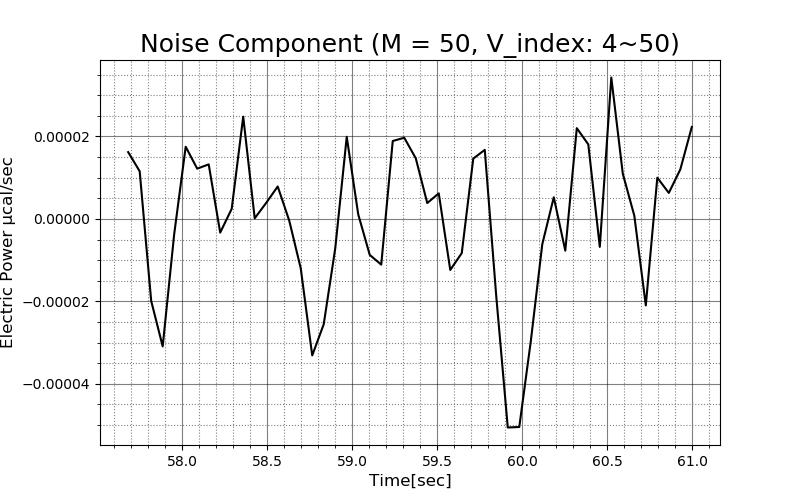 Noise Component (M = 50, V_index: 4~50)
Electric Power μcal/sec
0.00002
0.00000
−0.00002
−0.00004
58.0 58.5 59.0 59.5 60.0 60.5 61.0
Time[sec]